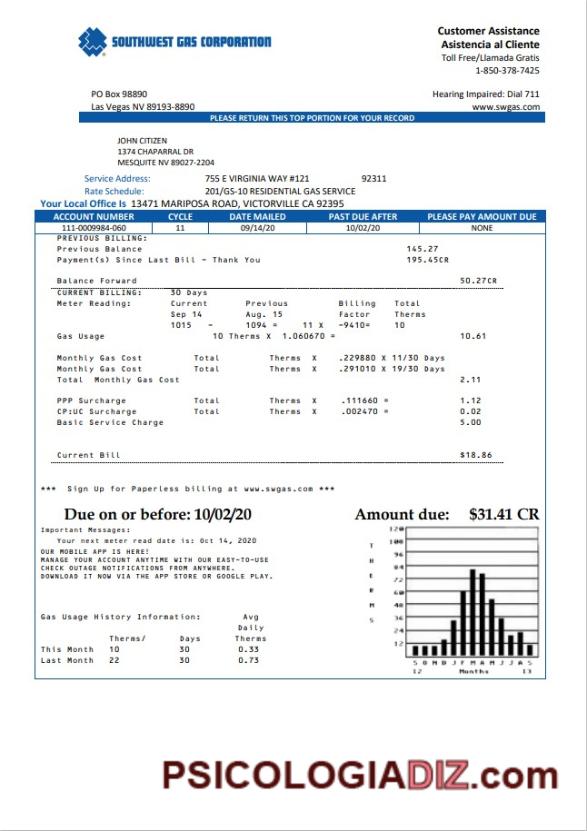 SOUTHWEST GAS CORPORATION
Customer Assistance
Asistencia al Cliente
Toll Free/Llamada Gratis
1-850-378-7425
PO Box 98890
Las Vegas NV 89193-8890
Hearing Impaired: Dial 711
www.swgas.com
PLEASE RETURN THIS TOP PORTION FOR YOUR RECORD
JOHN CITIZEN
1374 CHAPARRAL DR
MESQUITE NV 89027-2204
Service Address: 755 E VIRGINIA WAY #121 92311
Rate Schedule: 201/GS-10 RESIDENTIAL GAS SERVICE
Your Local Office Is 13471 MARIPOSA ROAD, VICTORVILLE CA 92395
ACCOUNT NUMBER CYCLE DATE MAILED PAST DUE AFTER PLEASE PAY AMOUNT DUE
111-0009984-060 11 09/14/20 10/02/20 NONE
PREVIOUS BILLING:
Previous Balance 145.27
Payment(s) Since Last Bill - Thank You 195.45CR
Balance Forward 50.27CR
CURRENT BILLING: 30 Days
Meter Reading: Current Previous Billing Total
Sep 14 Aug. 15 Factor Therms
1015 - 1094 = 11 X -9410= 10
Gas Usage 10 Therms X 1.060670 = 10.61
Monthly Gas Cost Total Therms X .229880 X 11/30 Days
Monthly Gas Cost Total Therms X .291010 X 19/30 Days
Total Monthly Gas Cost 2.11
PPP Surcharge Total Therms X .111660 = 1.12
CP:UC Surcharge Total Therms X .002470 = 0.02
Basic Service Charge 5.00
Current Bill $18.86
*** Sign Up for Paperless billing at www.swgas.com ***
Due on or before: 10/02/20 Amount due: $31.41 CR
Important Messages:
Your next meter read date is: Oct 14, 2020
OUR MOBILE APP IS HERE!
MANAGE YOUR ACCOUNT ANYTIME WITH OUR EASY-TO-USE
CHECK OUTAGE NOTIFICATIONS FROM ANYWHERE.
DOWNLOAD IT NOW VIA THE APP STORE OR GOOGLE PLAY.
Gas Usage History Information: Avg
Daily
Therms/ Days Therms
This Month 10 30 0.33
Last Month 22 30 0.73
THERMS
120
108
96
84
72
60
48
36
24
12
S O N D J F M A M J J A S
12 Months 13
PSICOLOGIADIZ.com